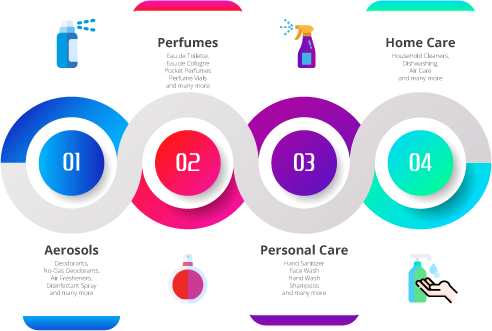 Perfumes
Eau de Toilette,
Eau de Cologne
Pocket Perfumes
Perfume Vials
and many more
Home Care
Household Cleaners,
Dishwashing
Air Care
and many more
01
02
03
04
Aerosols
Deodorants,
No-Gas Deodorants,
Air Fresheners,
Disinfectant Spray
and many more
Personal Care
Hand Sanitizer
Face Wash
Hand Wash
Shampoos
and many more